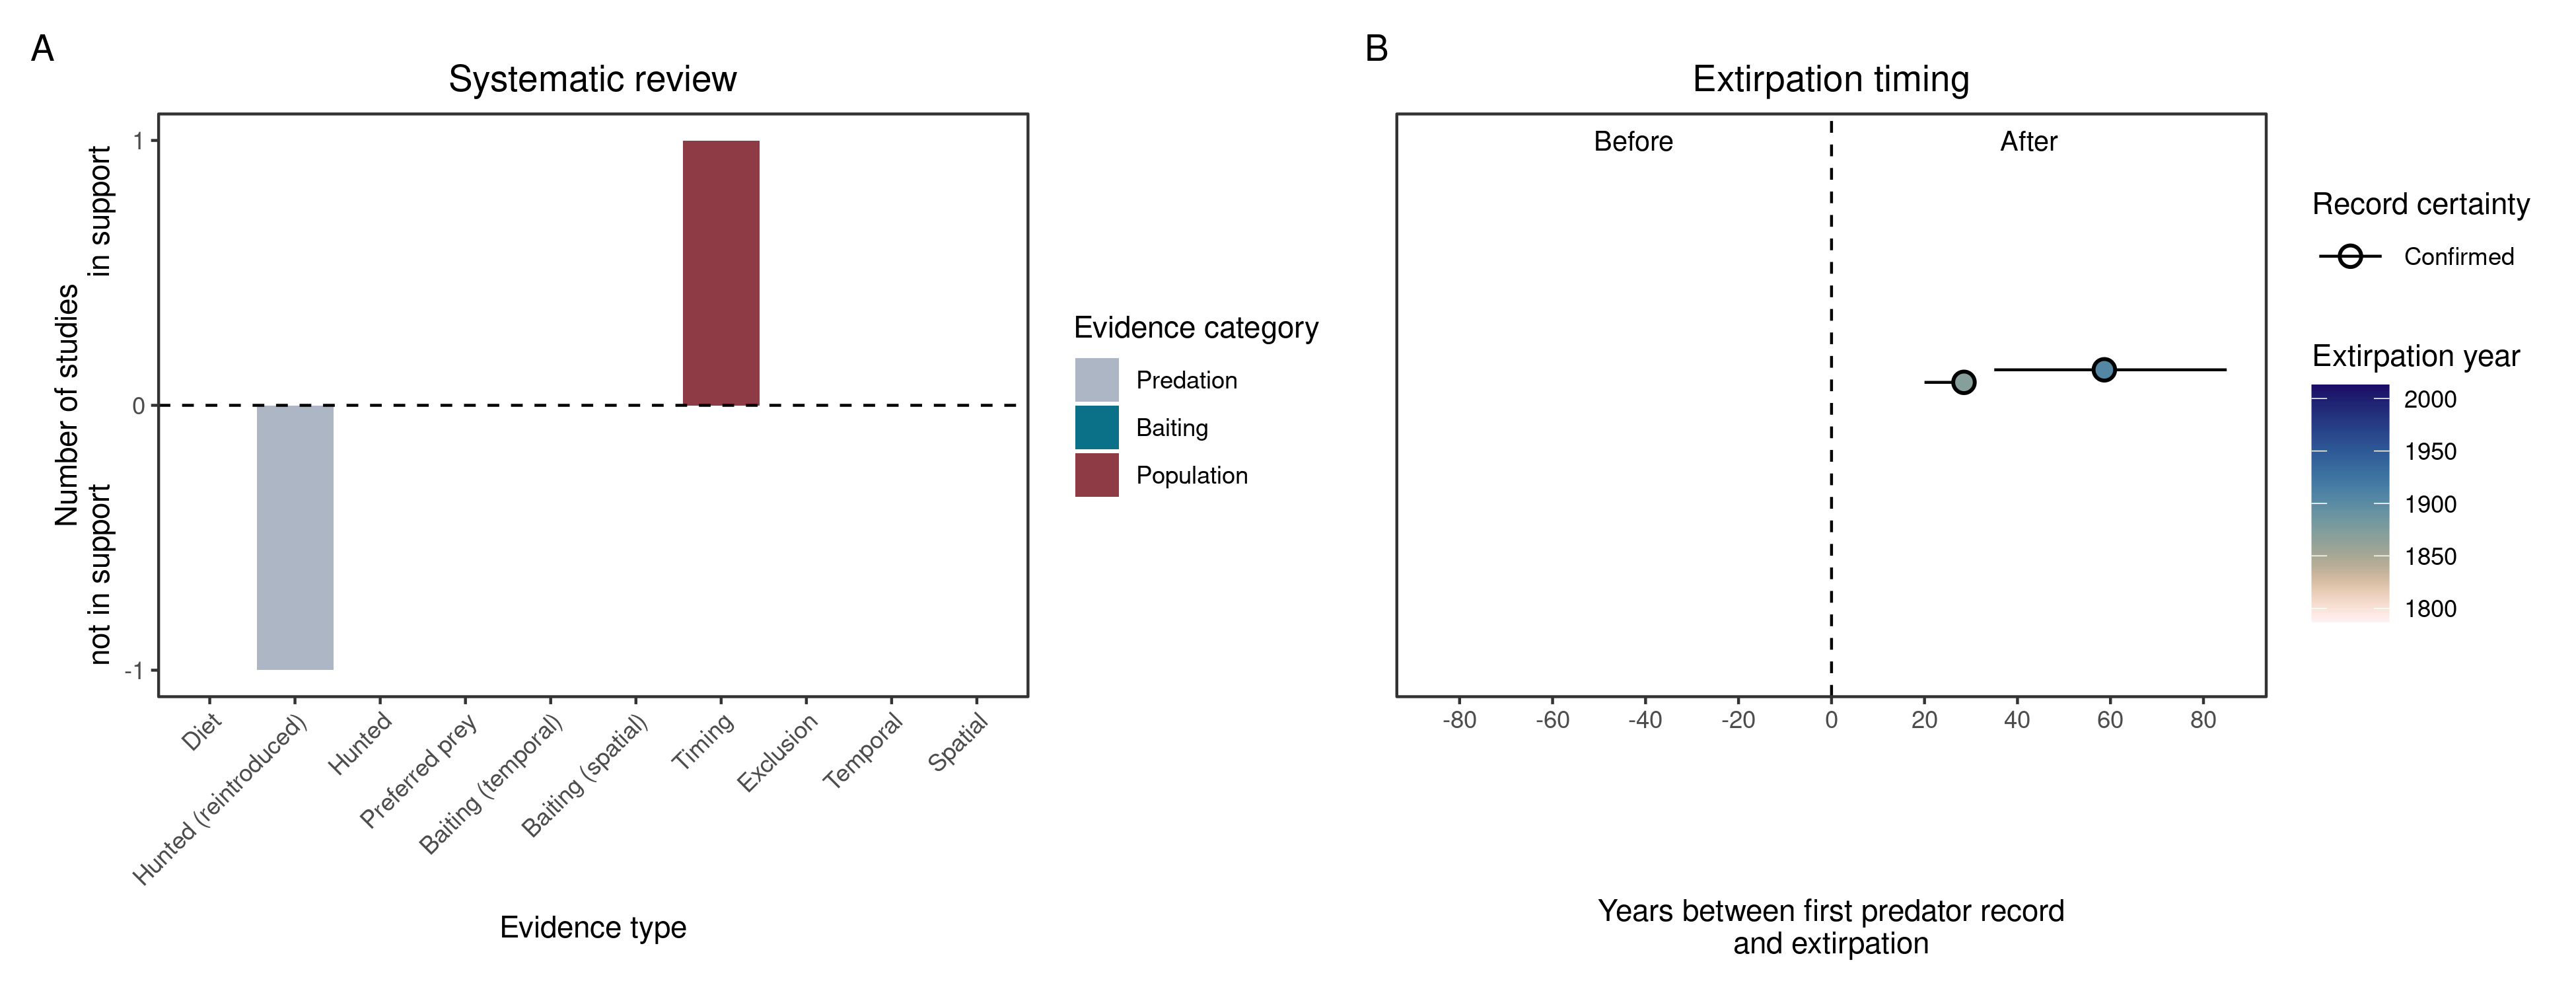 A
Systematic review
Number of studies
not in support
in support
1
0
-1
Diet
Hunted (reintroduced)
Hunted
Preferred prey
Baiting (temporal)
Baiting (spatial)
Timing
Exclusion
Temporal
Spatial
Evidence type
Evidence category
Predation
Baiting
Population
B
Extirpation timing
Before
After
-80
-60
-40
-20
0
20
40
60
80
Years between first predator record
and extirpation
Record certainty
Confirmed
Extirpation year
2000
1950
1900
1850
1800